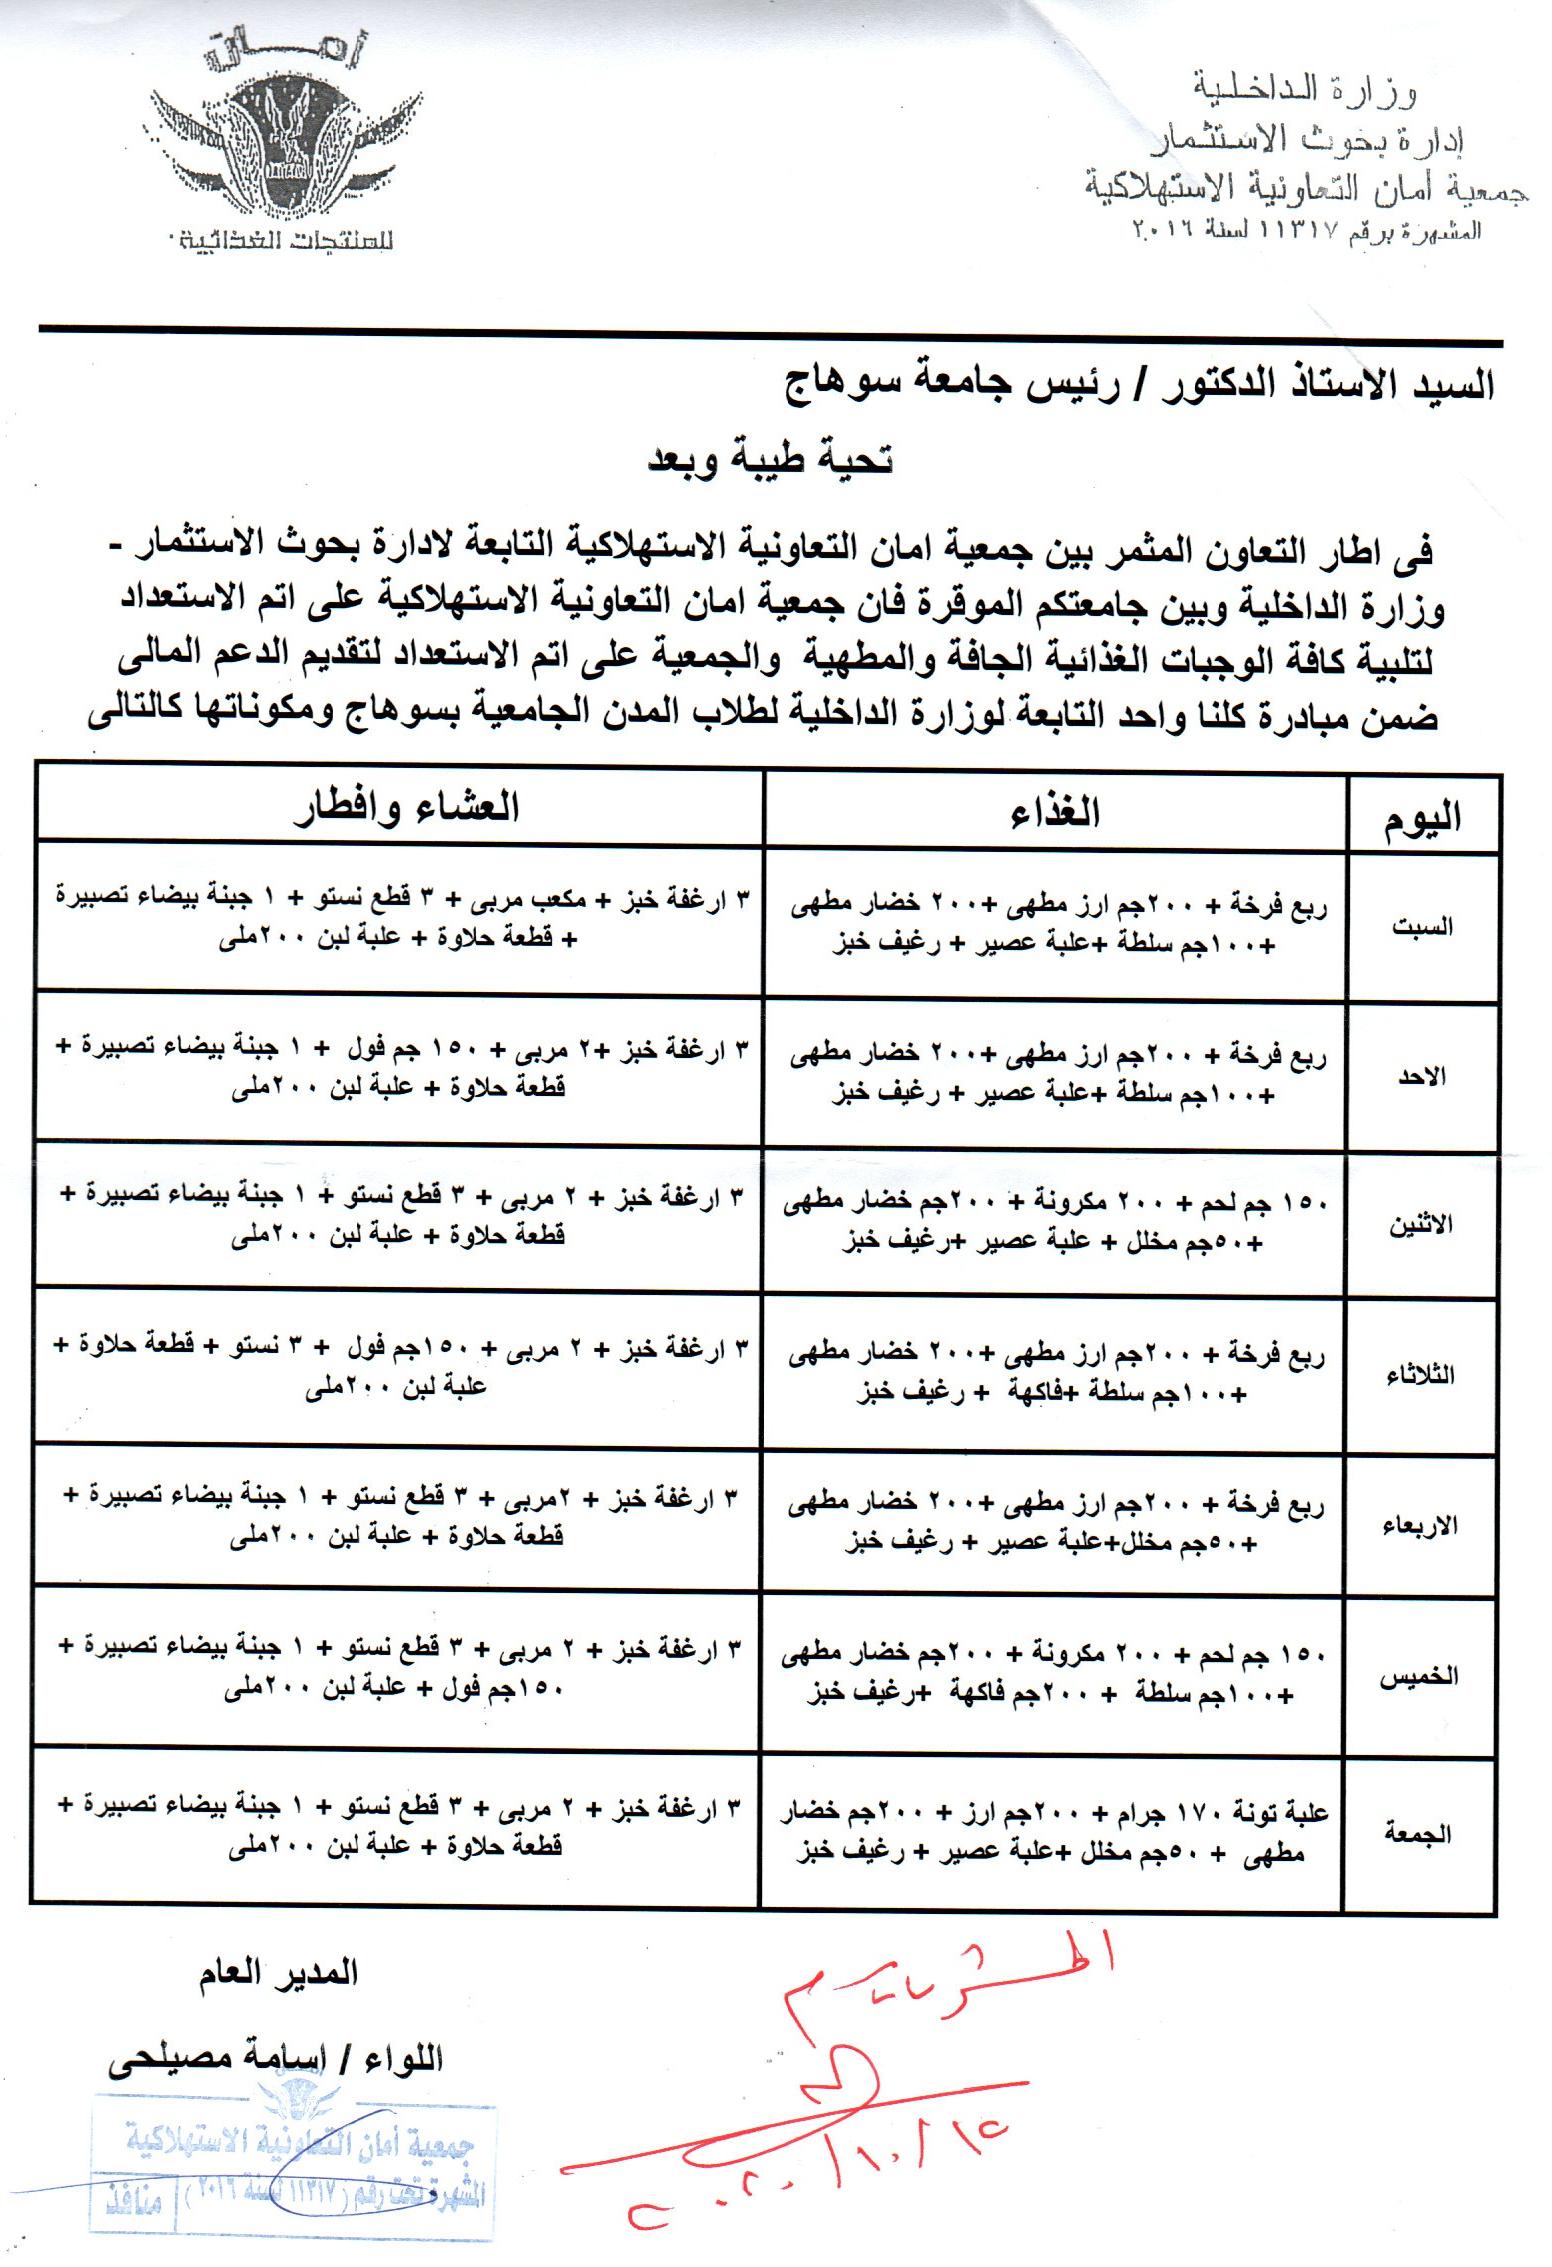 أمان
للمنتجات الغذائية
وزارة الداخلية
إدارة بحوث الاستثمار
جمعية أمان التعاونية الاستهلاكية
المشهرة برقم ١١٣١٧ لسنة ٢٠١٦
السيد الاستاذ الدكتور / رئيس جامعة سوهاج
تحية طيبة وبعد
فى اطار التعاون المثمر بين جمعية امان التعاونية الاستهلاكية التابعة لادارة بحوث الاستثمار -
وزارة الداخلية وبين جامعتكم الموقرة فان جمعية امان التعاونية الاستهلاكية على اتم الاستعداد
لتلبية كافة الوجبات الغذائية الجافة والمطهية والجمعية على اتم الاستعداد لتقديم الدعم المالى
ضمن مبادرة كلنا واحد التابعة لوزارة الداخلية لطلاب المدن الجامعية بسوهاج ومكوناتها كالتالى
اليوم الغذاء العشاء وافطار
السبت
ربع فرخة + ٢٠٠جم ارز مطهى +٢٠٠ خضار مطهى
+١٠٠جم سلطة +علبة عصير + رغيف خبز
٣ ارغفة خبز + مكعب مربى + ٣ قطع نستو + ١ جبنة بيضاء تصبيرة
+ قطعة حلاوة + علبة لبن ٢٠٠ملى
الاحد
ربع فرخة + ٢٠٠جم ارز مطهى +٢٠٠ خضار مطهى
+١٠٠جم سلطة +علبة عصير + رغيف خبز
٣ ارغفة خبز +٢ مربى + ١٥٠ جم فول + ١ جبنة بيضاء تصبيرة +
قطعة حلاوة + علبة لبن ٢٠٠ملى
الاثنين
١٥٠ جم لحم + ٢٠٠ مكرونة + ٢٠٠جم خضار مطهى
+٥٠جم مخلل + علبة عصير +رغيف خبز
٣ ارغفة خبز + ٢ مربى + ٣ قطع نستو + ١ جبنة بيضاء تصبيرة +
قطعة حلاوة + علبة لبن ٢٠٠ملى
الثلاثاء
ربع فرخة + ٢٠٠جم ارز مطهى +٢٠٠ خضار مطهى
+١٠٠جم سلطة +فاكهة + رغيف خبز
٣ ارغفة خبز + ٢ مربى + ١٥٠جم فول + ٣ نستو + قطعة حلاوة +
علبة لبن ٢٠٠ملى
الاربعاء
ربع فرخة + ٢٠٠جم ارز مطهى +٢٠٠ خضار مطهى
+٥٠جم مخلل+علبة عصير + رغيف خبز
٣ ارغفة خبز + ٢مربى + ٣ قطع نستو + ١ جبنة بيضاء تصبيرة +
قطعة حلاوة + علبة لبن ٢٠٠ملى
الخميس
١٥٠ جم لحم + ٢٠٠ مكرونة + ٢٠٠جم خضار مطهى
+١٠٠جم سلطة + ٢٠٠جم فاكهة +رغيف خبز
٣ ارغفة خبز + ٢ مربى + ٣ قطع نستو + ١ جبنة بيضاء تصبيرة +
١٥٠جم فول + علبة لبن ٢٠٠ملى
الجمعة
علبة تونة ١٧٠ جرام + ٢٠٠جم ارز + ٢٠٠جم خضار
مطهى + ٥٠جم مخلل +علبة عصير + رغيف خبز
٣ ارغفة خبز + ٢ مربى + ٣ قطع نستو + ١ جبنة بيضاء تصبيرة +
قطعة حلاوة + علبة لبن ٢٠٠ملى
المدير العام
اللواء / اسامة مصيلحى
جمعية أمان التعاونية الاستهلاكية
المشهرة تحت رقم (١١٣١٧ لسنة ٢٠١٦)
منافذ